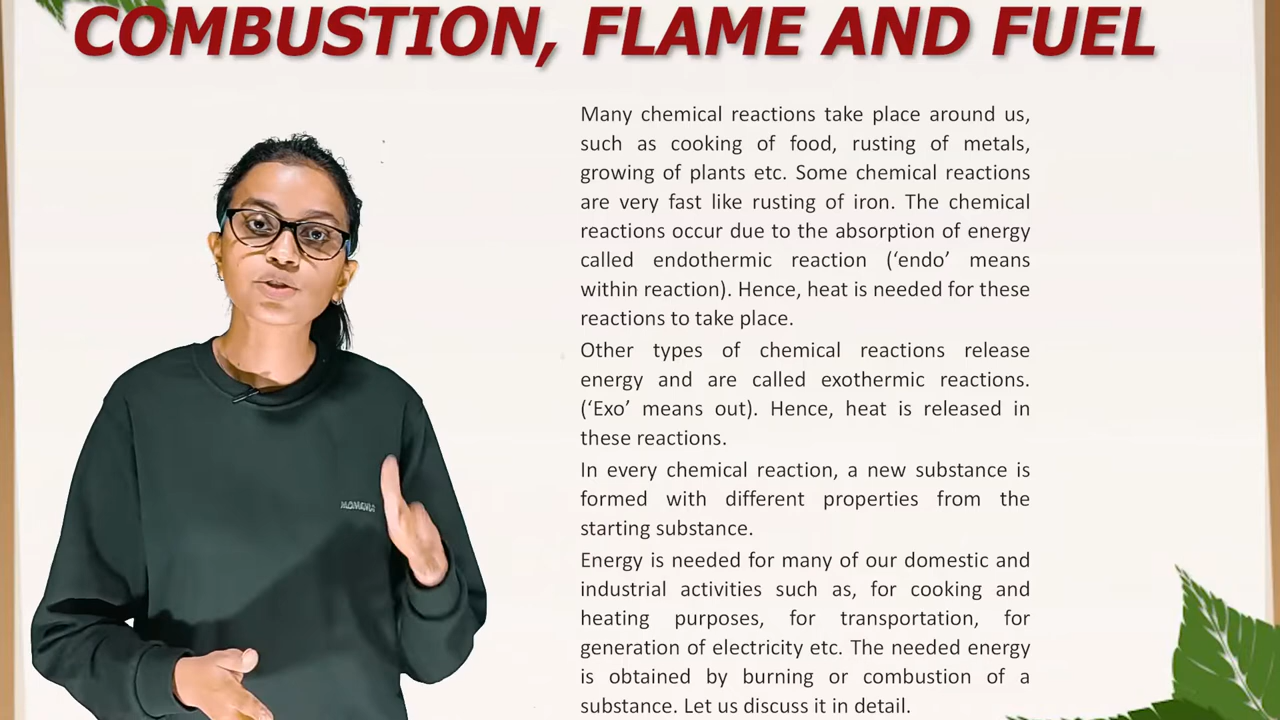 COMBUSTION, FLAME AND FUEL
Many chemical reactions take place around us,
such as cooking of food, rusting of metals,
growing of plants etc. Some chemical reactions
are very fast like rusting of iron. The chemical
reactions occur due to the absorption of energy
called endothermic reaction (‘endo’ means
within reaction). Hence, heat is needed for these
reactions to take place.
Other types of chemical reactions release
energy and are called exothermic reactions.
(‘Exo’ means out). Hence, heat is released in
these reactions.
In every chemical reaction, a new substance is
formed with different properties from the
starting substance.
Energy is needed for many of our domestic and
industrial activities such as, for cooking and
heating purposes, for transportation, for
generation of electricity etc. The needed energy
is obtained by burning or combustion of a
substance. Let us discuss it in detail.